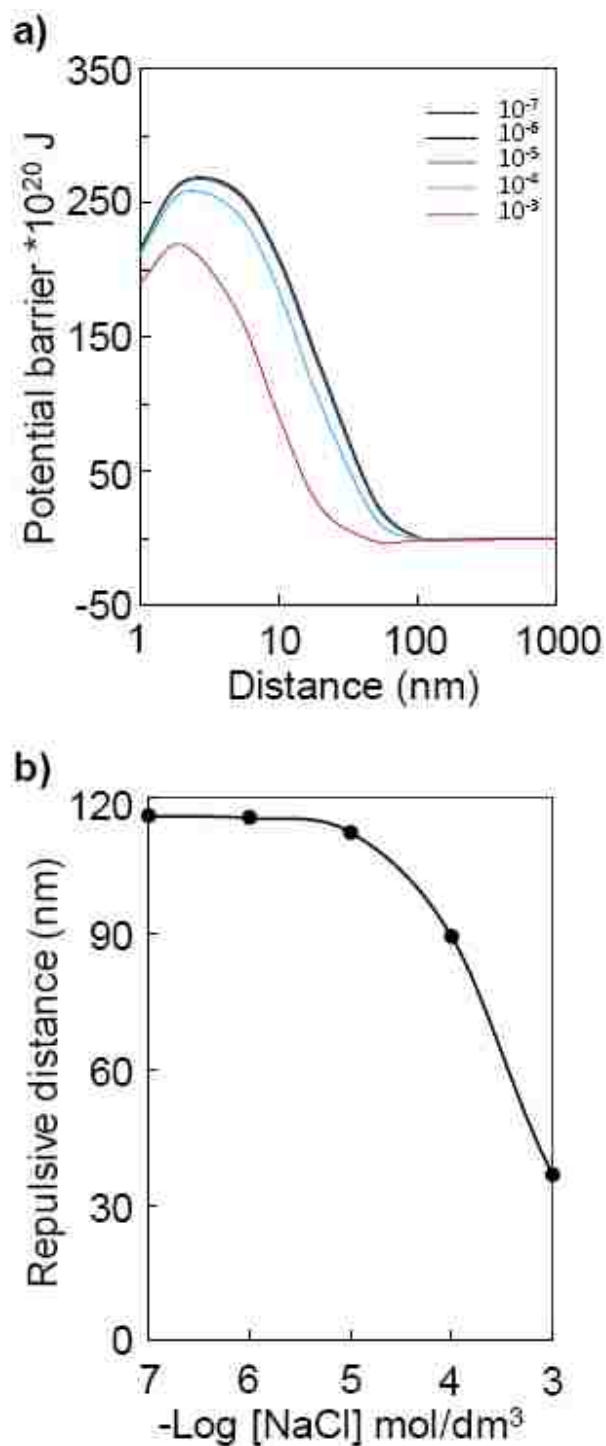 a)
350
250
150
50
-50
Potential barrier *10²⁰ J
10⁻⁷
10⁻⁶
10⁻⁵
10⁻⁴
10⁻³
1 10 100 1000
Distance (nm)
b)
120
90
60
30
0
Repulsive distance (nm)
7 6 5 4 3
-Log [NaCl] mol/dm³